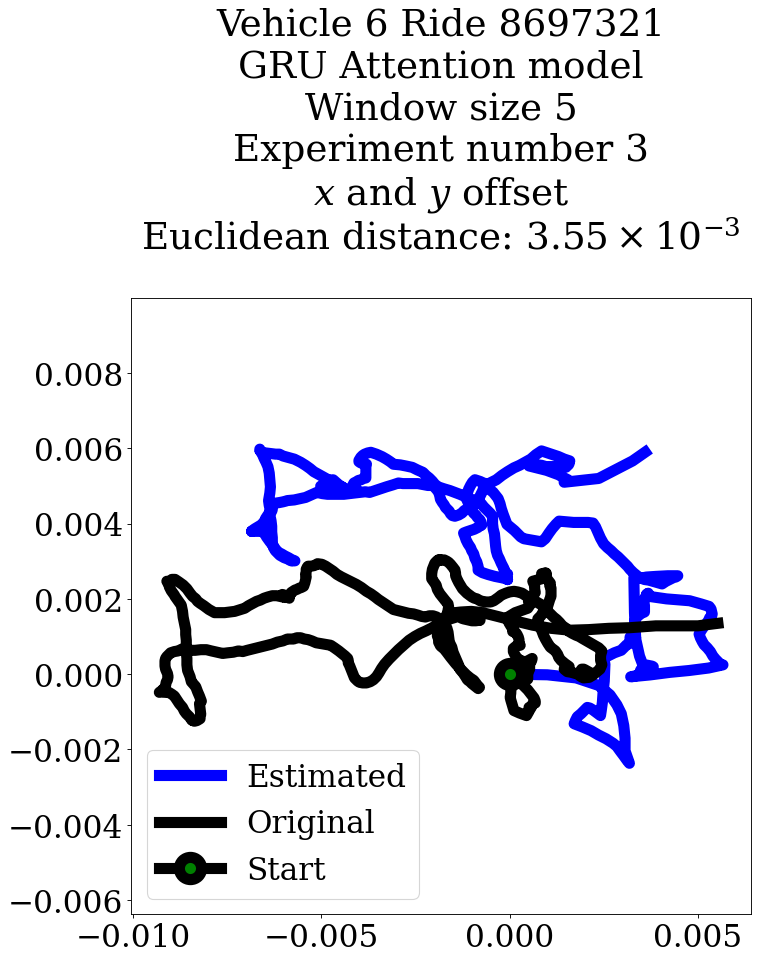 Vehicle 6 Ride 8697321
GRU Attention model
Window size 5
Experiment number 3
x and y offset
Euclidean distance: 3.55 × 10⁻³
0.008
0.006
0.004
0.002
0.000
−0.002
−0.004
−0.006
Estimated
Original
Start
−0.010 −0.005 0.000 0.005